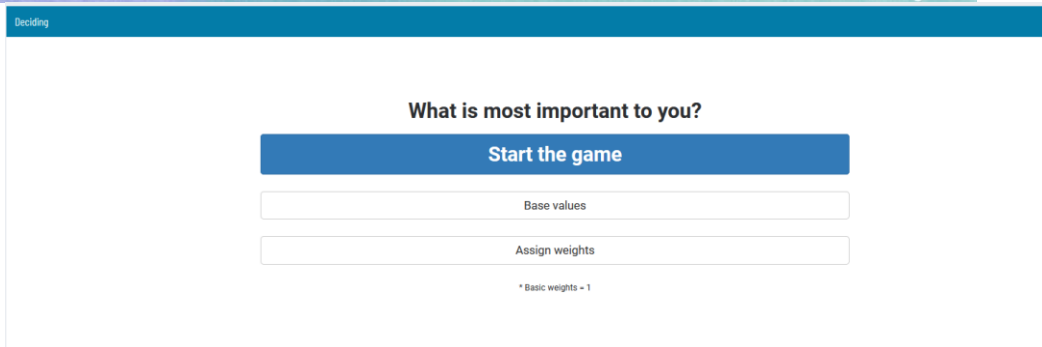 Deciding
What is most important to you?
Start the game
Base values
Assign weights
* Basic weights = 1